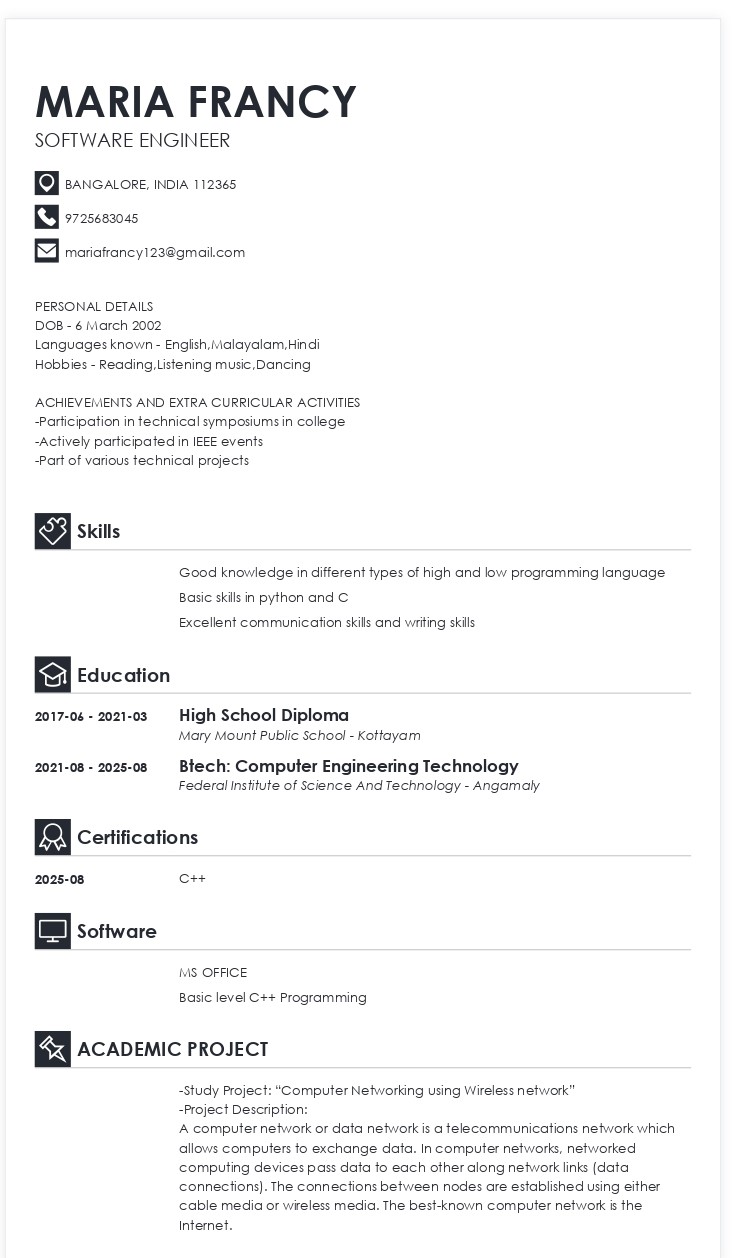 MARIA FRANCY
SOFTWARE ENGINEER
BANGALORE, INDIA 112365
9725683045
mariafrancy123@gmail.com
PERSONAL DETAILS
DOB - 6 March 2002
Languages known - English,Malayalam,Hindi
Hobbies - Reading,Listening music,Dancing
ACHIEVEMENTS AND EXTRA CURRICULAR ACTIVITIES
-Participation in technical symposiums in college
-Actively participated in IEEE events
-Part of various technical projects
Skills
Good knowledge in different types of high and low programming language
Basic skills in python and C
Excellent communication skills and writing skills
Education
2017-06 - 2021-03 High School Diploma
Mary Mount Public School - Kottayam
2021-08 - 2025-08 Btech: Computer Engineering Technology
Federal Institute of Science And Technology - Angamaly
Certifications
2025-08 C++
Software
MS OFFICE
Basic level C++ Programming
ACADEMIC PROJECT
-Study Project: “Computer Networking using Wireless network”
-Project Description:
A computer network or data network is a telecommunications network which
allows computers to exchange data. In computer networks, networked
computing devices pass data to each other along network links (data
connections). The connections between nodes are established using either
cable media or wireless media. The best-known computer network is the
Internet.